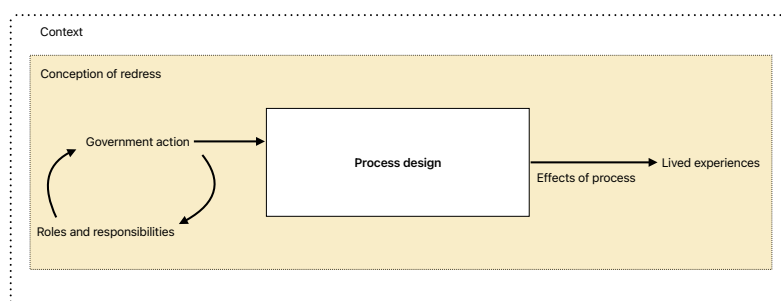 Context
Conception of redress
Government action
Process design
Lived experiences
Effects of process
Roles and responsibilities